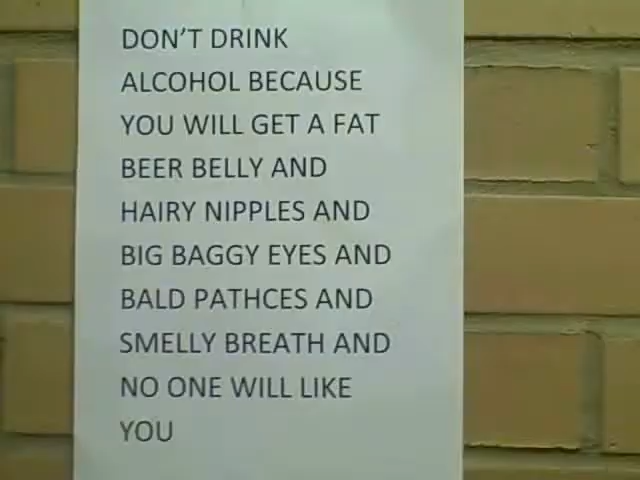 DON'T DRINK
ALCOHOL BECAUSE
YOU WILL GET A FAT
BEER BELLY AND
HAIRY NIPPLES AND
BIG BAGGY EYES AND
BALD PATHCES AND
SMELLY BREATH AND
NO ONE WILL LIKE
YOU